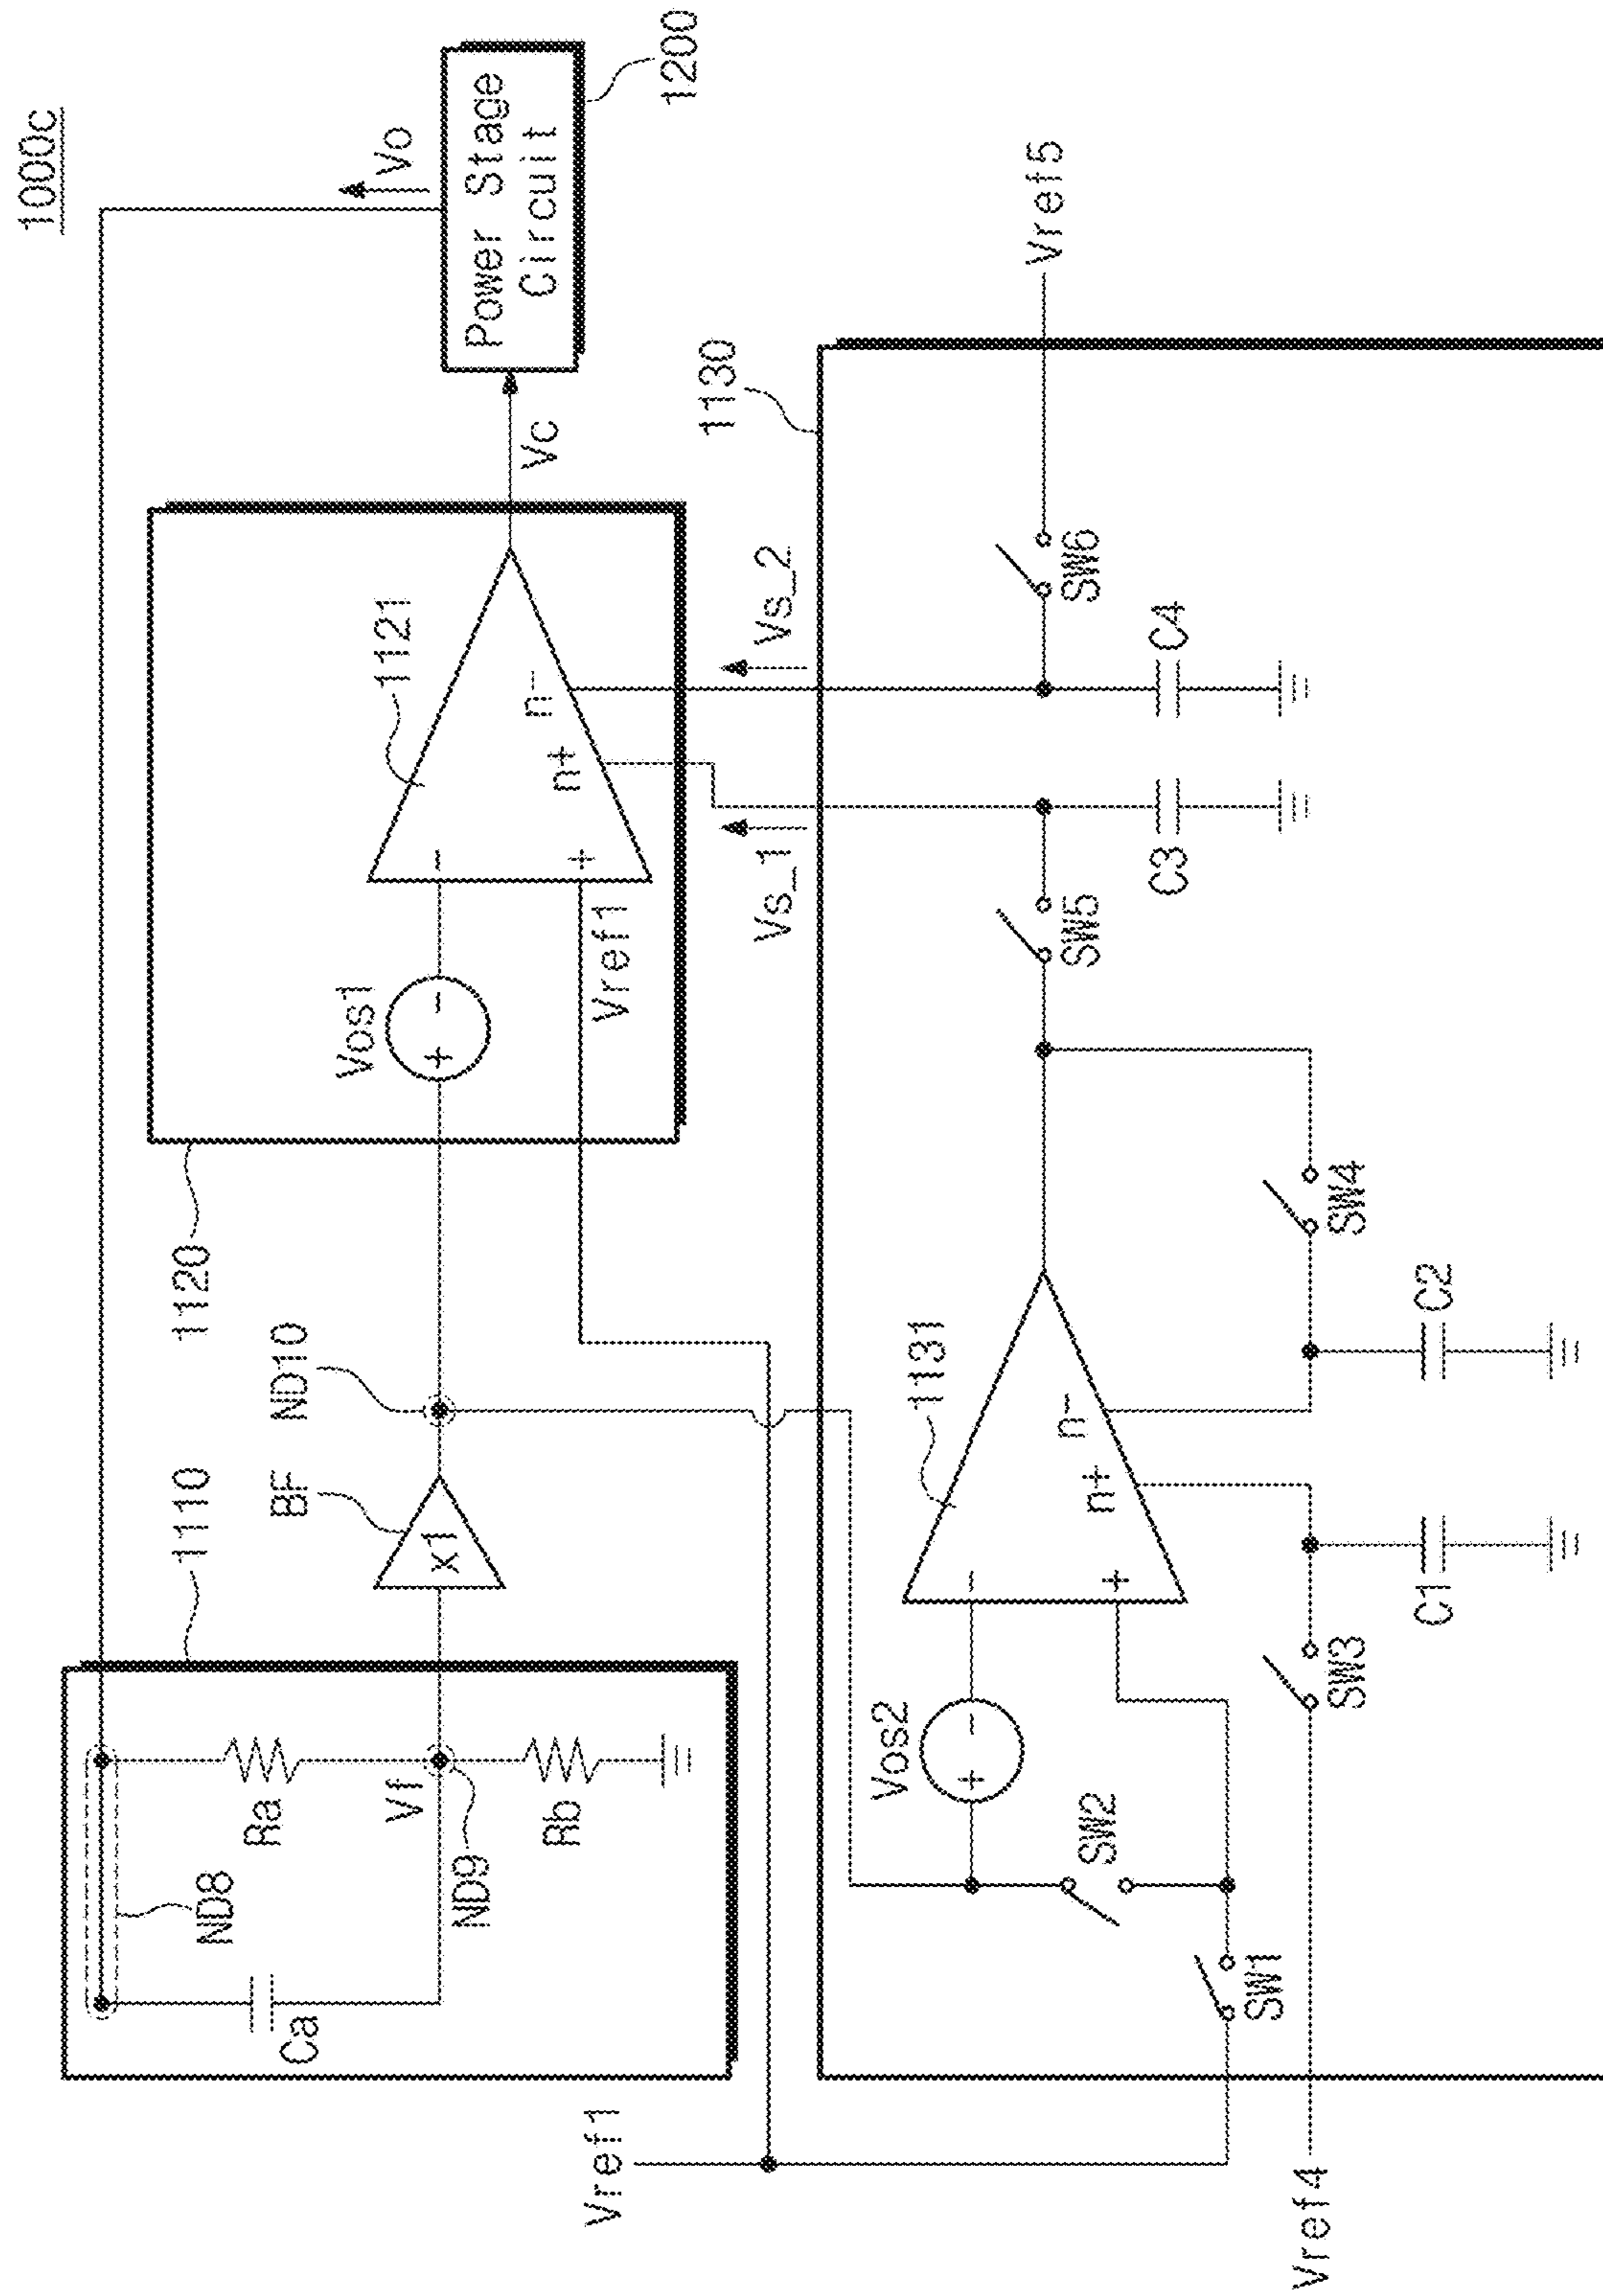 1000c
1110
ND8
Ca
Ra
Vf
ND9
Rb
BF
x1
ND10
1120
Vos1
+
-
-
+
Vref1
1121
n+
n-
Vc
Vo
Power Stage
Circuit
1200
Vref1
Vs_1
Vs_2
1130
Vos2
+
-
-
+
1131
n+
n-
SW1
SW2
SW3
C1
C2
SW4
SW5
C3
C4
SW6
Vref5
Vref4